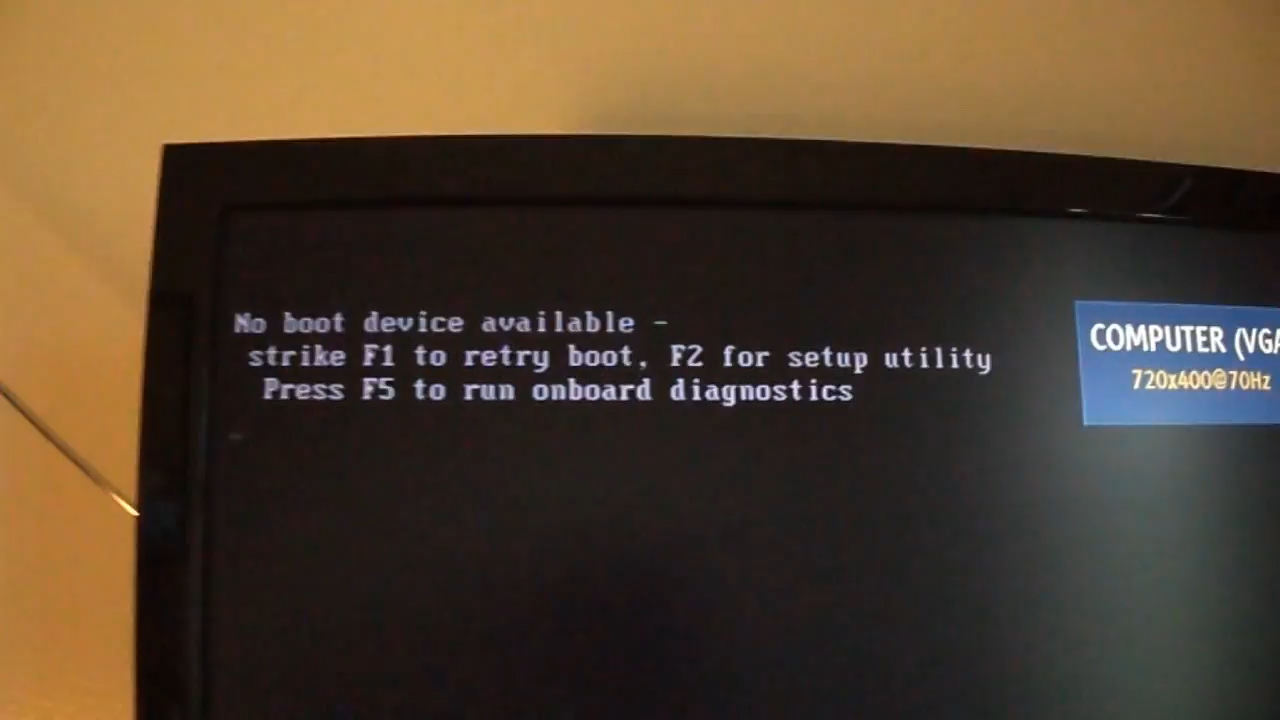 No boot device available -
strike F1 to retry boot, F2 for setup utility
Press F5 to run onboard diagnostics
COMPUTER (VGA
720x400@70Hz